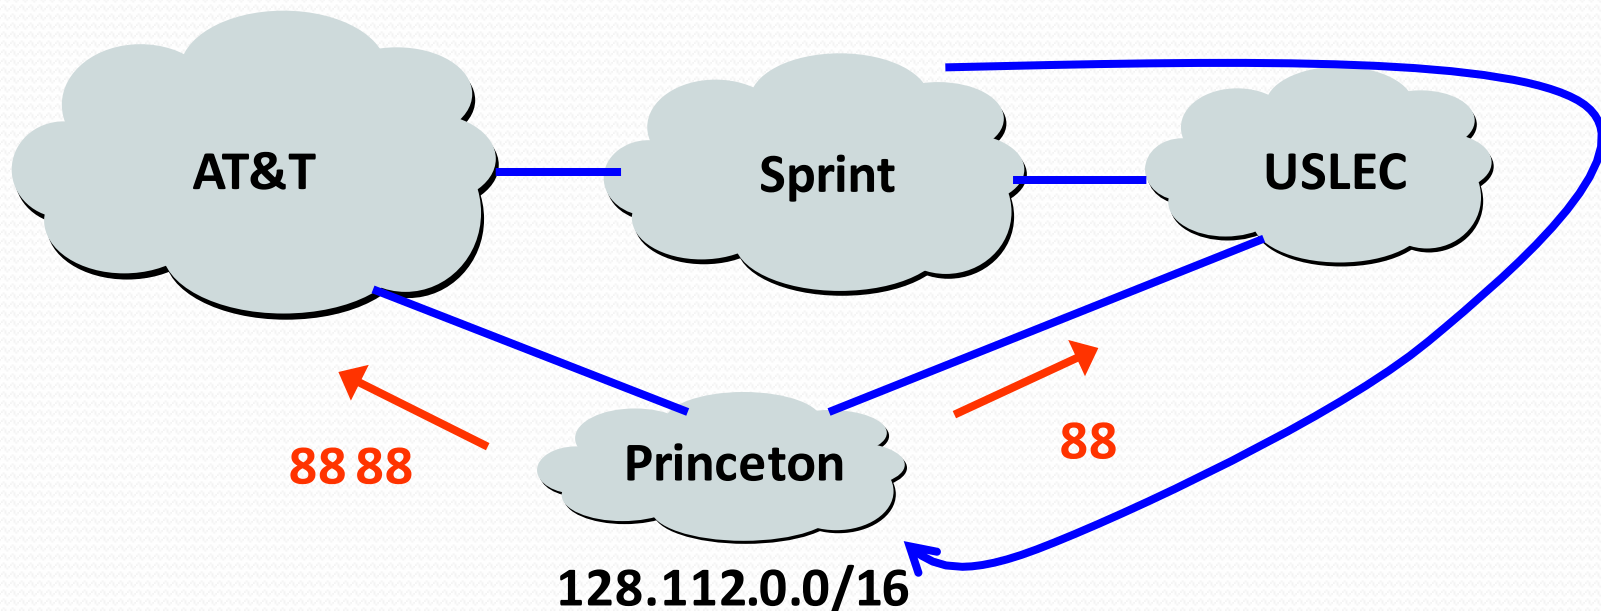 AT&T
Sprint
USLEC
88 88
88
Princeton
128.112.0.0/16